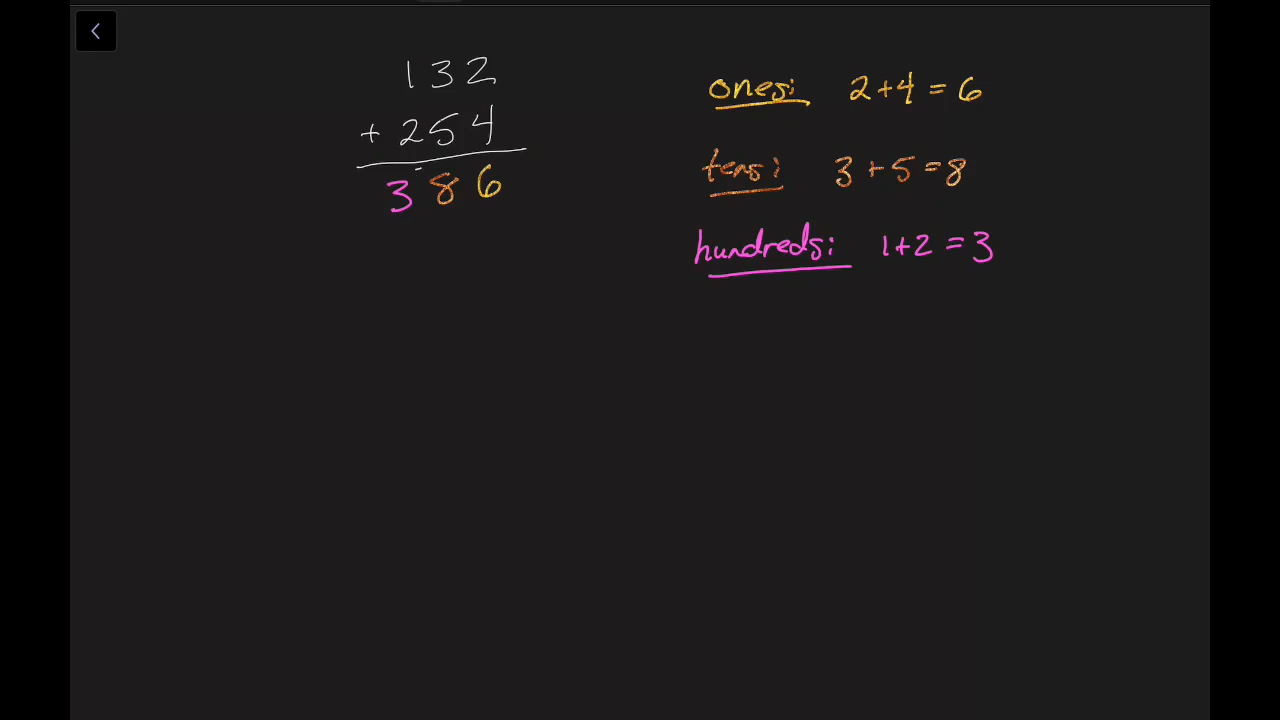 132
+ 254
386
ones: 2+4 = 6
tens: 3+5=8
hundreds: 1+2 = 3